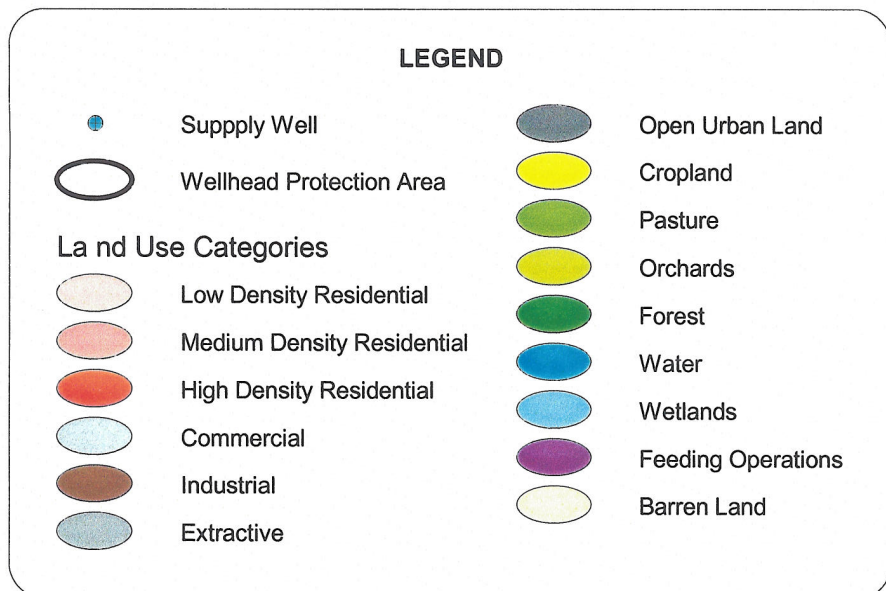 LEGEND
Suppply Well
Wellhead Protection Area
La nd Use Categories
Low Density Residential
Medium Density Residential
High Density Residential
Commercial
Industrial
Extractive
Open Urban Land
Cropland
Pasture
Orchards
Forest
Water
Wetlands
Feeding Operations
Barren Land